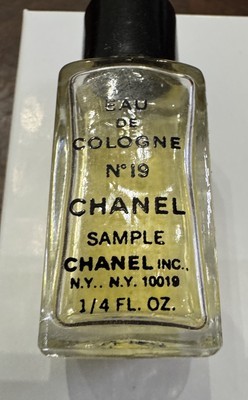 EAU
DE
COLOGNE
N°19
CHANEL
SAMPLE
CHANEL INC.,
N.Y.. N.Y. 10019
1/4 FL. OZ.